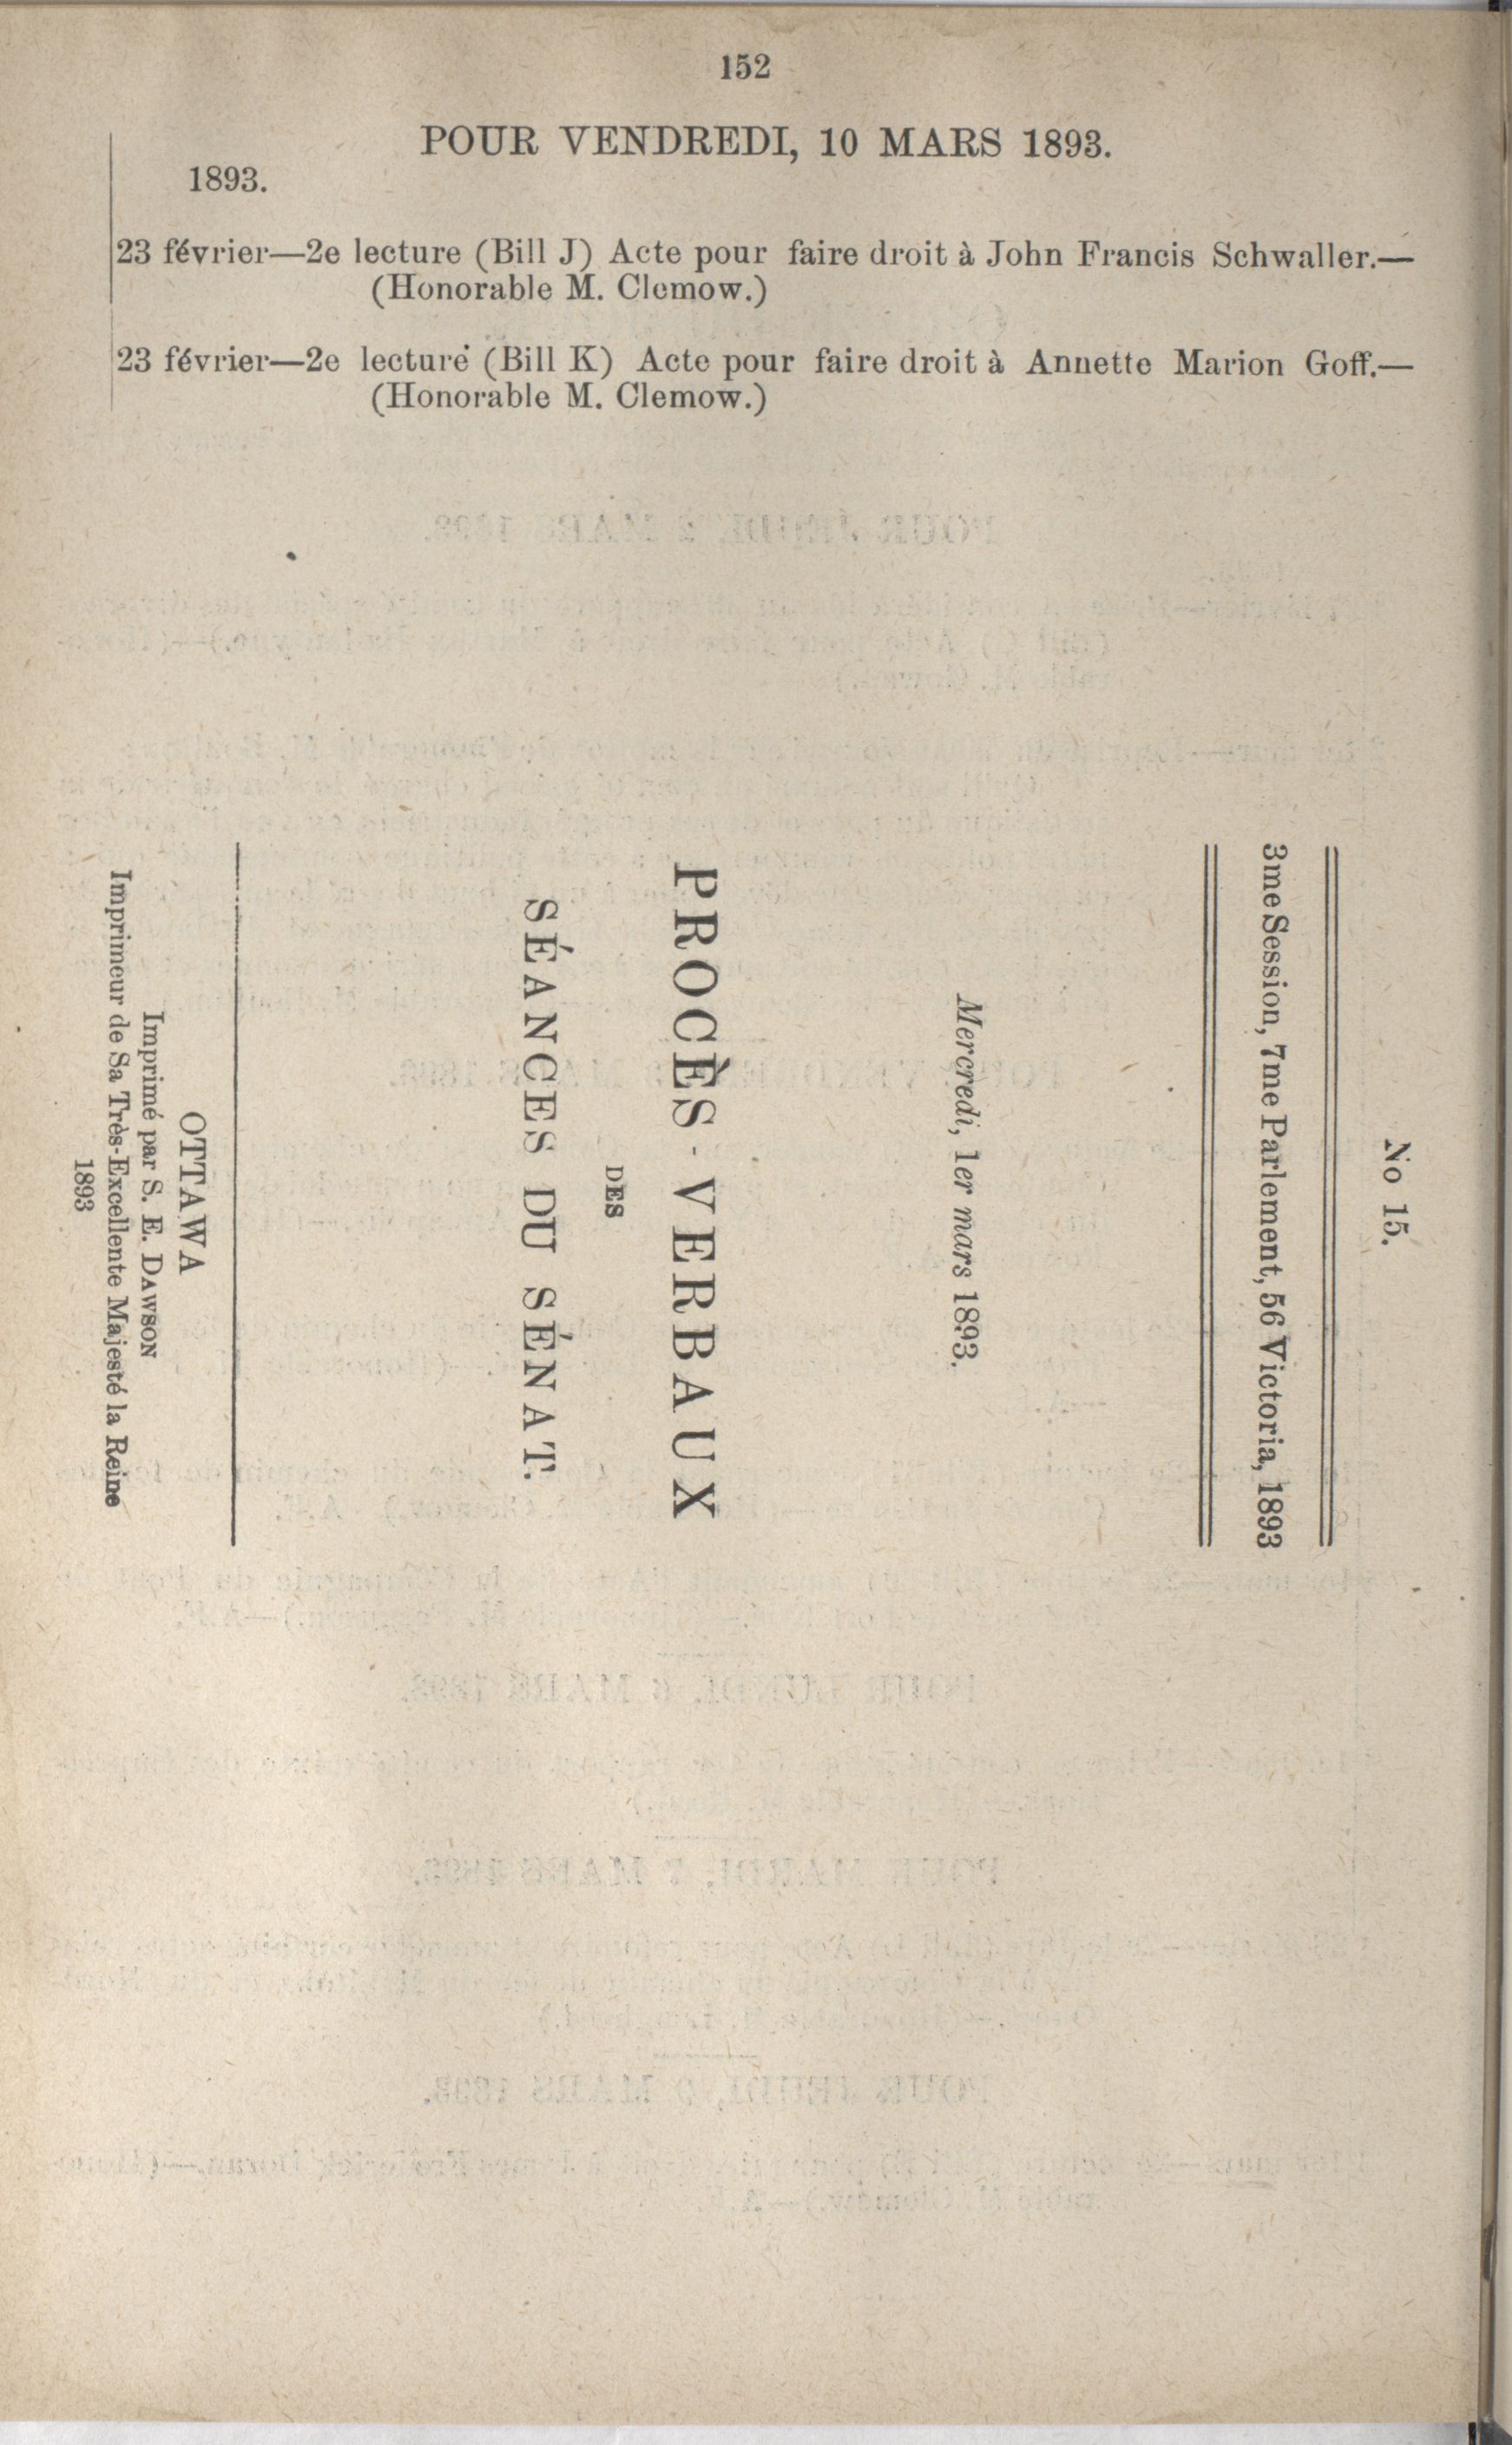 152
POUR VENDREDI, 10 MARS 1893.
1893.
23 février—2e lecture (Bill J) Acte pour faire droit à John Francis Schwaller.—
(Honorable M. Clemow.)
23 février—2e lecture (Bill K) Acte pour faire droit à Annette Marion Goff.—
(Honorable M. Clemow.)
No 15.
3me Session, 7me Parlement, 56 Victoria, 1893
Mercredi, 1er mars 1893.
PROCÈS-VERBAUX
DES
SÉANCES DU SÉNAT.
OTTAWA
Imprimé par S. E. DAWSON
Imprimeur de Sa Très-Excellente Majesté la Reine
1893